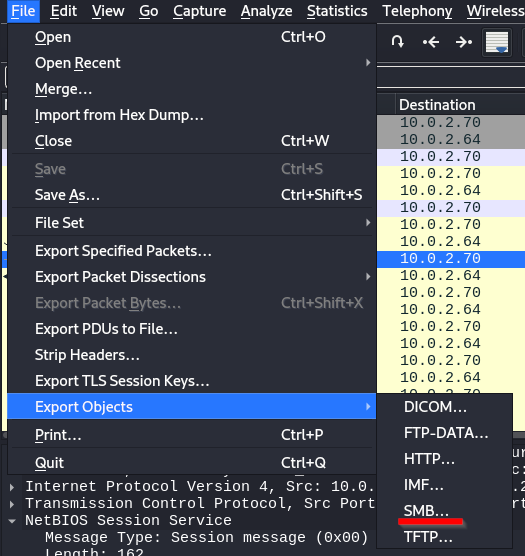 File Edit View Go Capture Analyze Statistics Telephony Wireless
Open Ctrl+O
Open Recent
Merge…
Import from Hex Dump…
Close Ctrl+W
Save Ctrl+S
Save As… Ctrl+Shift+S
File Set
Export Specified Packets…
Export Packet Dissections
Export Packet Bytes… Ctrl+Shift+X
Export PDUs to File…
Strip Headers…
Export TLS Session Keys…
Export Objects
Print… Ctrl+P
Quit Ctrl+Q
Destination
10.0.2.70
10.0.2.64
10.0.2.70
10.0.2.70
10.0.2.64
10.0.2.70
10.0.2.70
10.0.2.64
10.0.2.70
10.0.2.64
10.0.2.70
10.0.2.64
10.0.2.70
10.0.2.64
10.0.2.70
10.0.2.64
DICOM…
FTP-DATA…
HTTP…
IMF…
SMB…
TFTP…
Internet Protocol Version 4, Src: 10.0.
Transmission Control Protocol, Src Port
NetBIOS Session Service
Message Type: Session message (0x00)
Length: 162